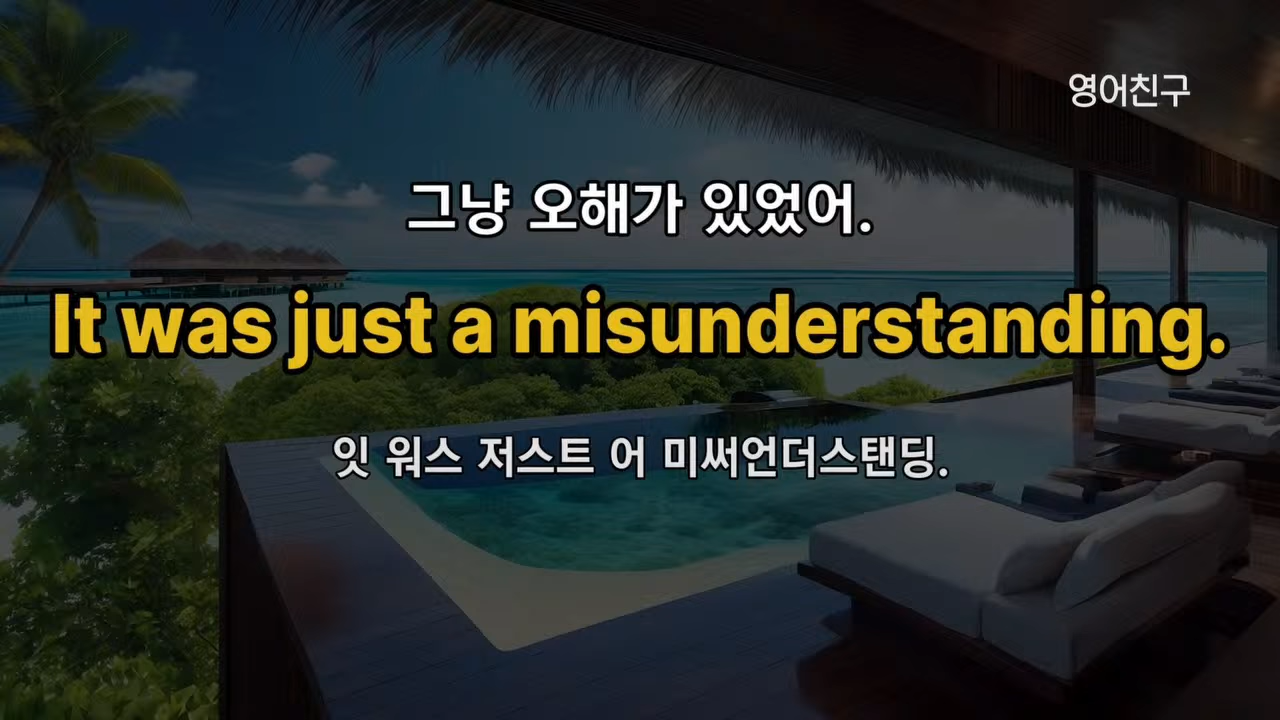 영어친구
그냥 오해가 있었어.
It was just a misunderstanding.
잇 워스 저스트 어 미써언더스탠딩.